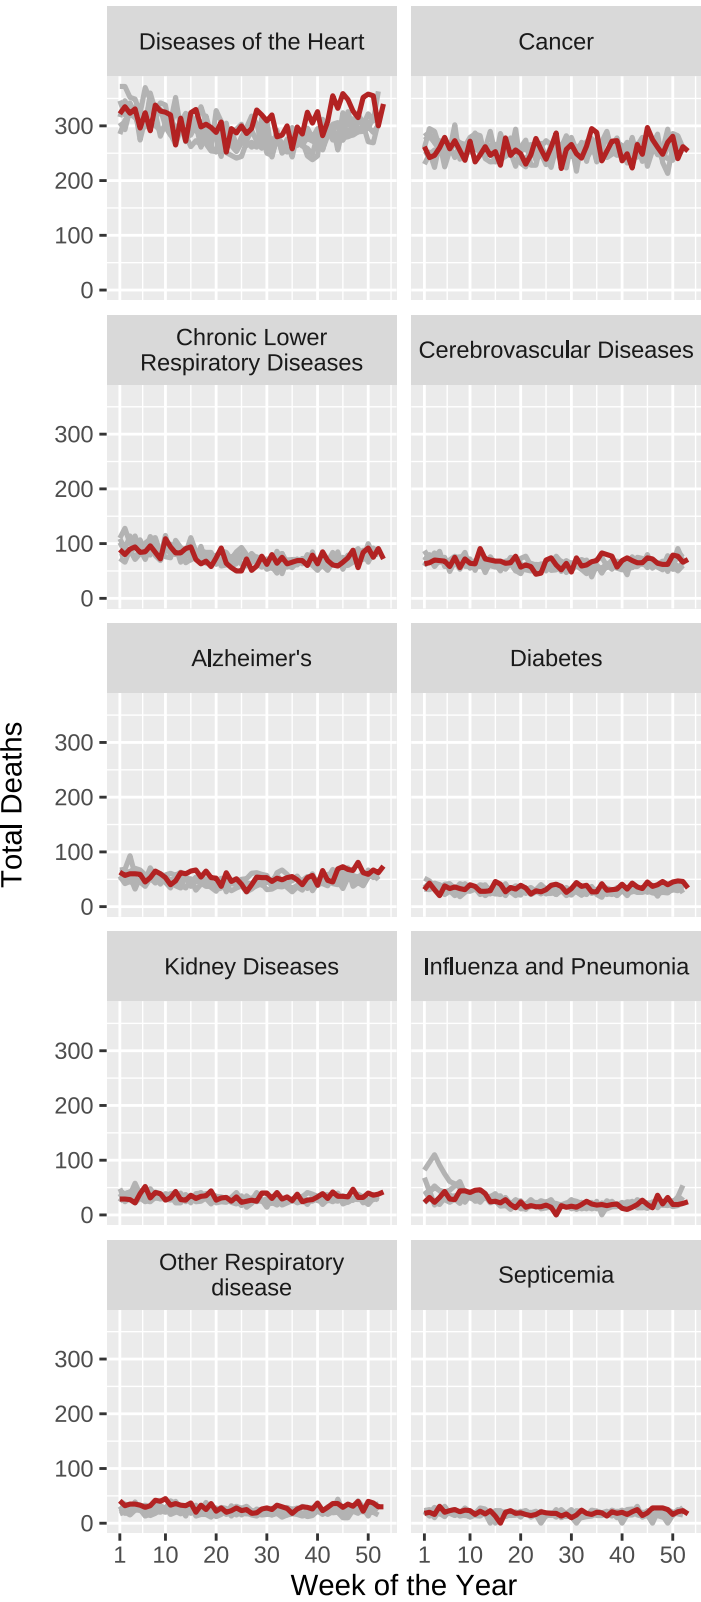 Diseases of the Heart
Cancer
300
200
100
0
Chronic Lower
Respiratory Diseases
Cerebrovascular Diseases
300
200
100
0
Alzheimer's
Diabetes
300
200
100
0
Total Deaths
Kidney Diseases
Influenza and Pneumonia
300
200
100
0
Other Respiratory
disease
Septicemia
300
200
100
0
1 10 20 30 40 50
1 10 20 30 40 50
Week of the Year